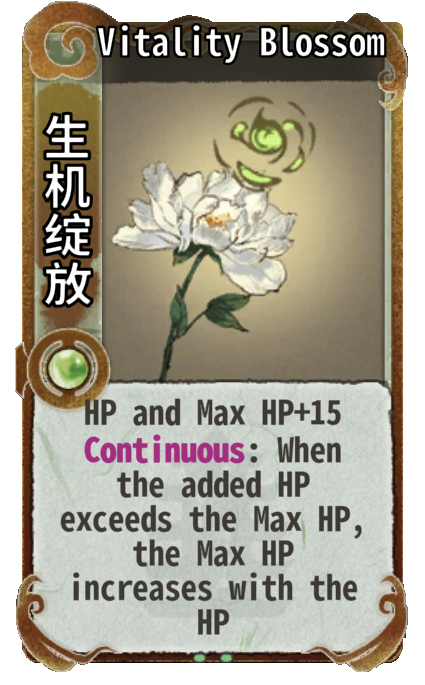 Vitality Blossom
生机绽放
HP and Max HP+15
Continuous: When
the added HP
exceeds the Max HP,
the Max HP
increases with the
HP